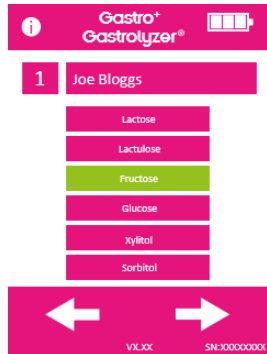 i
Gastro+
Gastrolyzer®
1 Joe Bloggs
Lactose
Lactulose
Fructose
Glucose
Xylitol
Sorbitol
VX.XX SN:XXXXXXXX